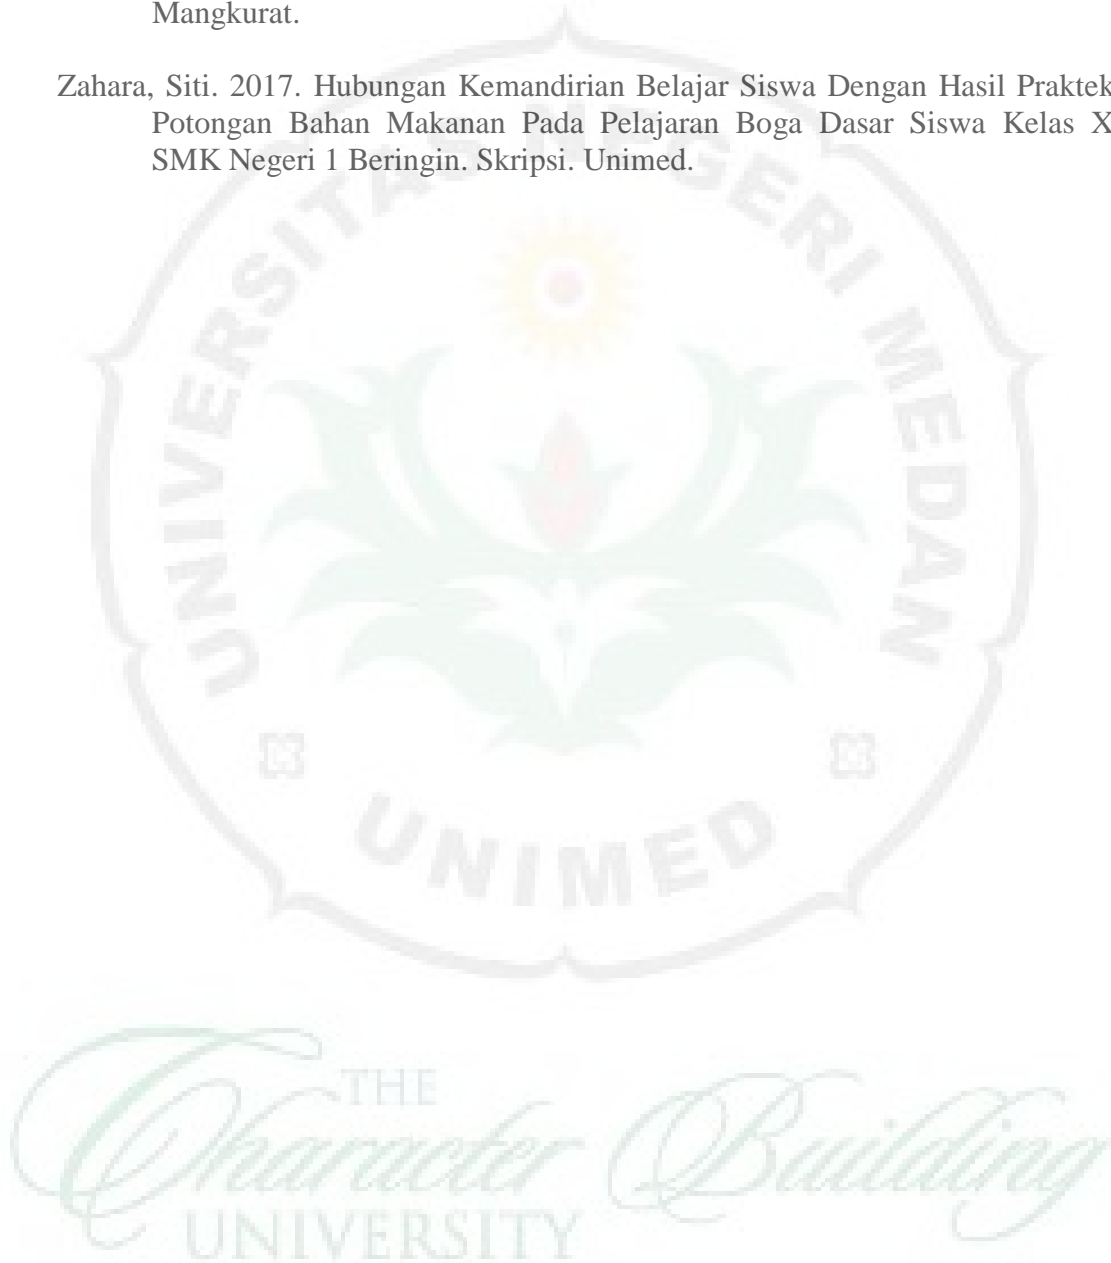 Mangkurat.
Zahara, Siti. 2017. Hubungan Kemandirian Belajar Siswa Dengan Hasil Praktek
Potongan Bahan Makanan Pada Pelajaran Boga Dasar Siswa Kelas X
SMK Negeri 1 Beringin. Skripsi. Unimed.
UNIVERSITAS NEGERI MEDAN
UNIMED
THE
Character Building
UNIVERSITY